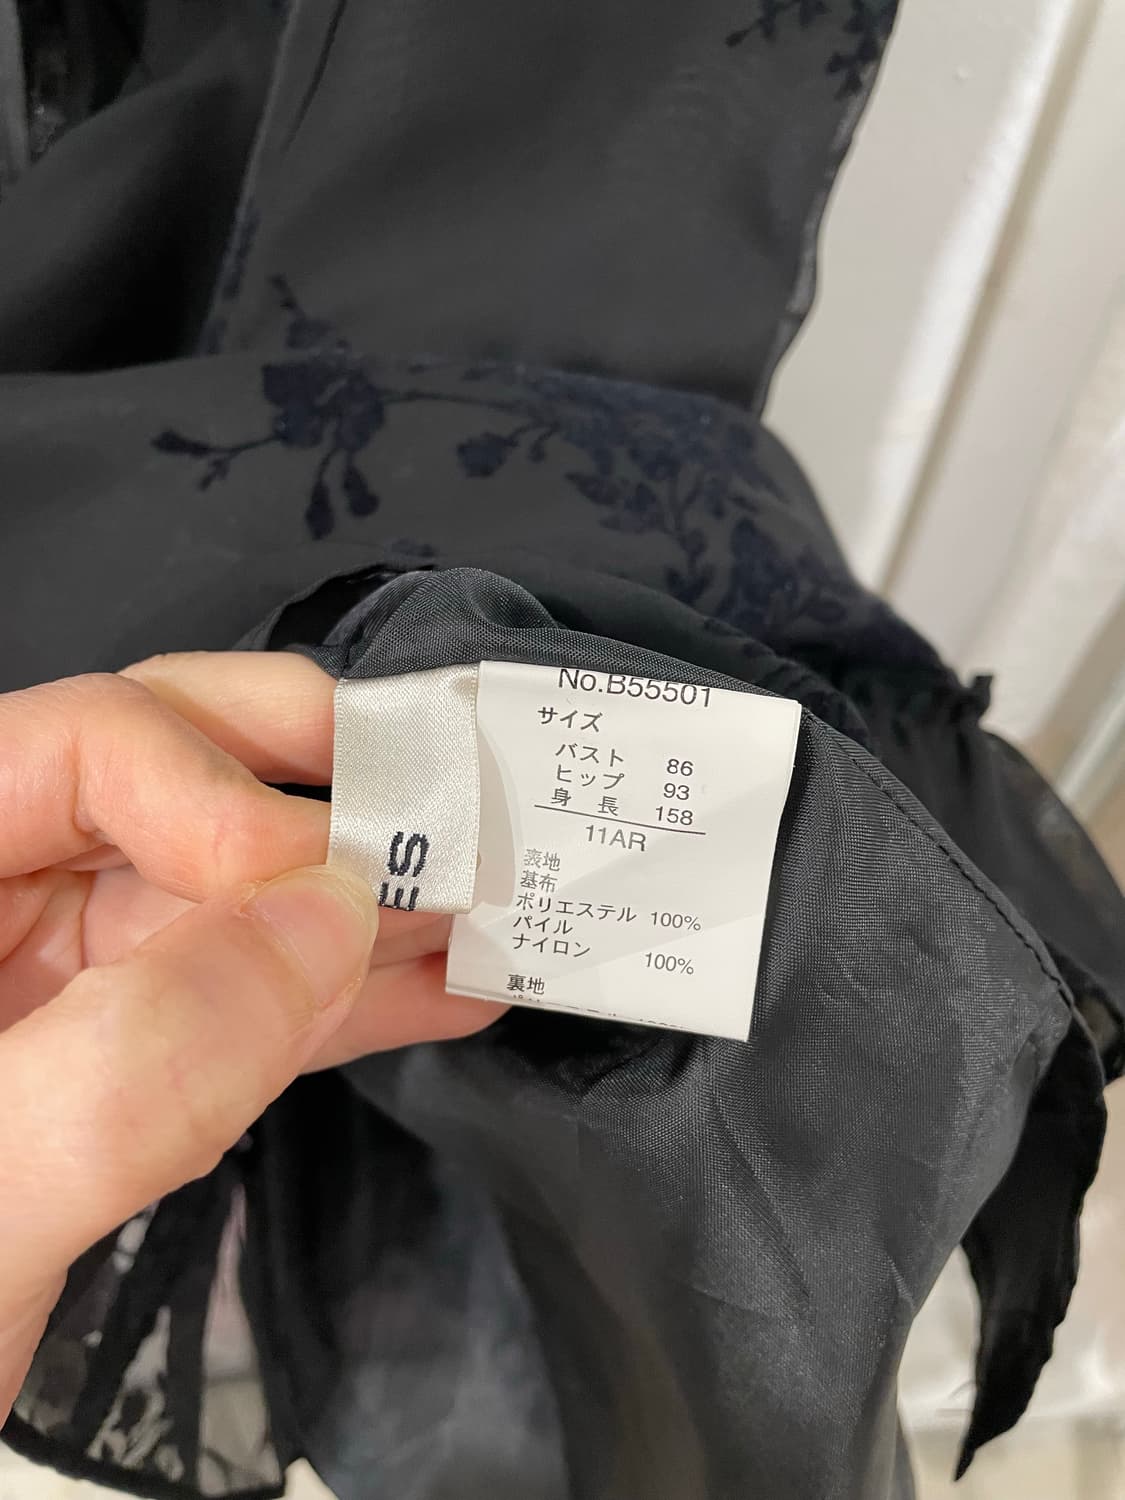 No.B55501
サイズ
バスト 86
ヒップ 93
身長 158
11AR
表地
基布
ポリエステル 100%
パイル
ナイロン 100%
裏地
ES